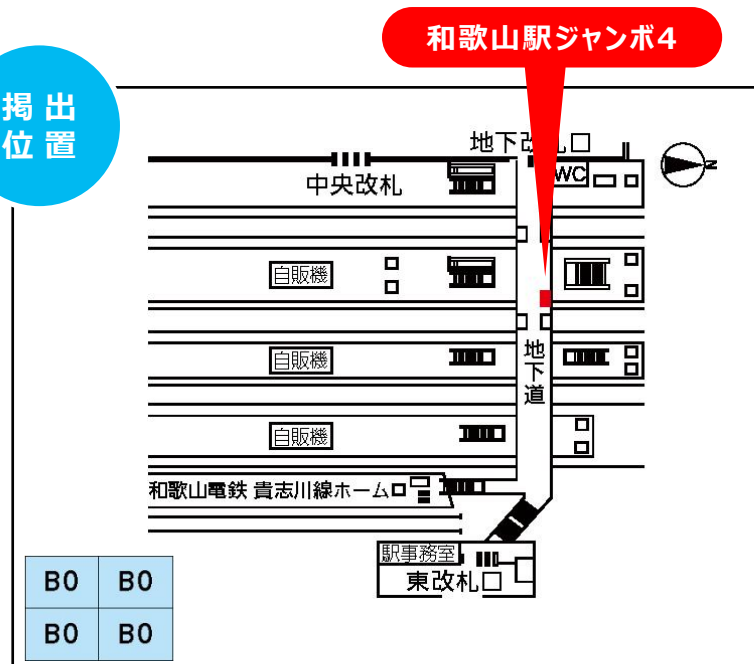 和歌山駅ジャンボ4
掲出
位置
地下改札口
WC
N
中央改札
自販機
自販機
地下道
自販機
和歌山電鉄 貴志川線ホーム
駅事務室
東改札口
B0 B0
B0 B0